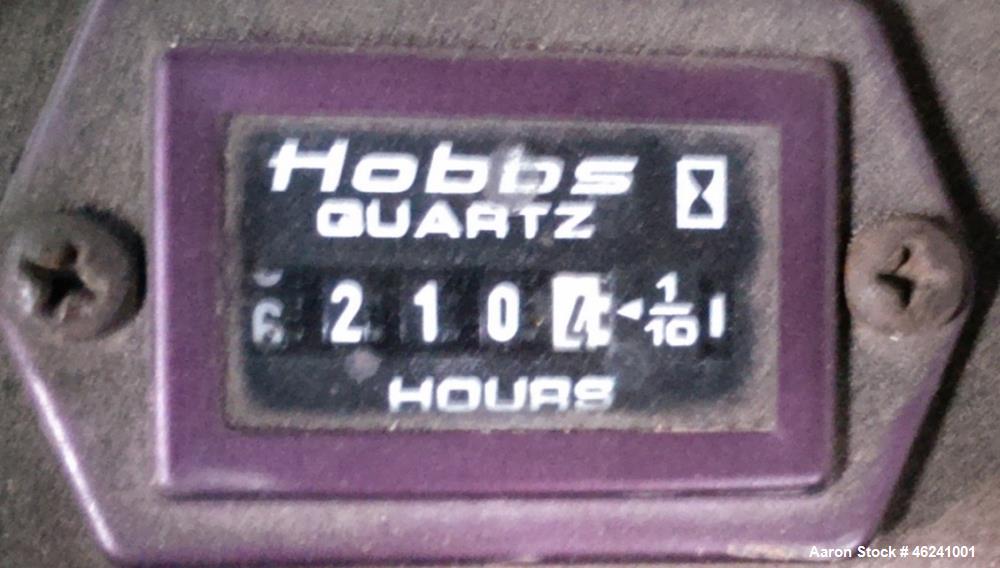 Hobbs
QUARTZ
6 2 1 0 4 1/10
HOURS
Aaron Stock # 46241001